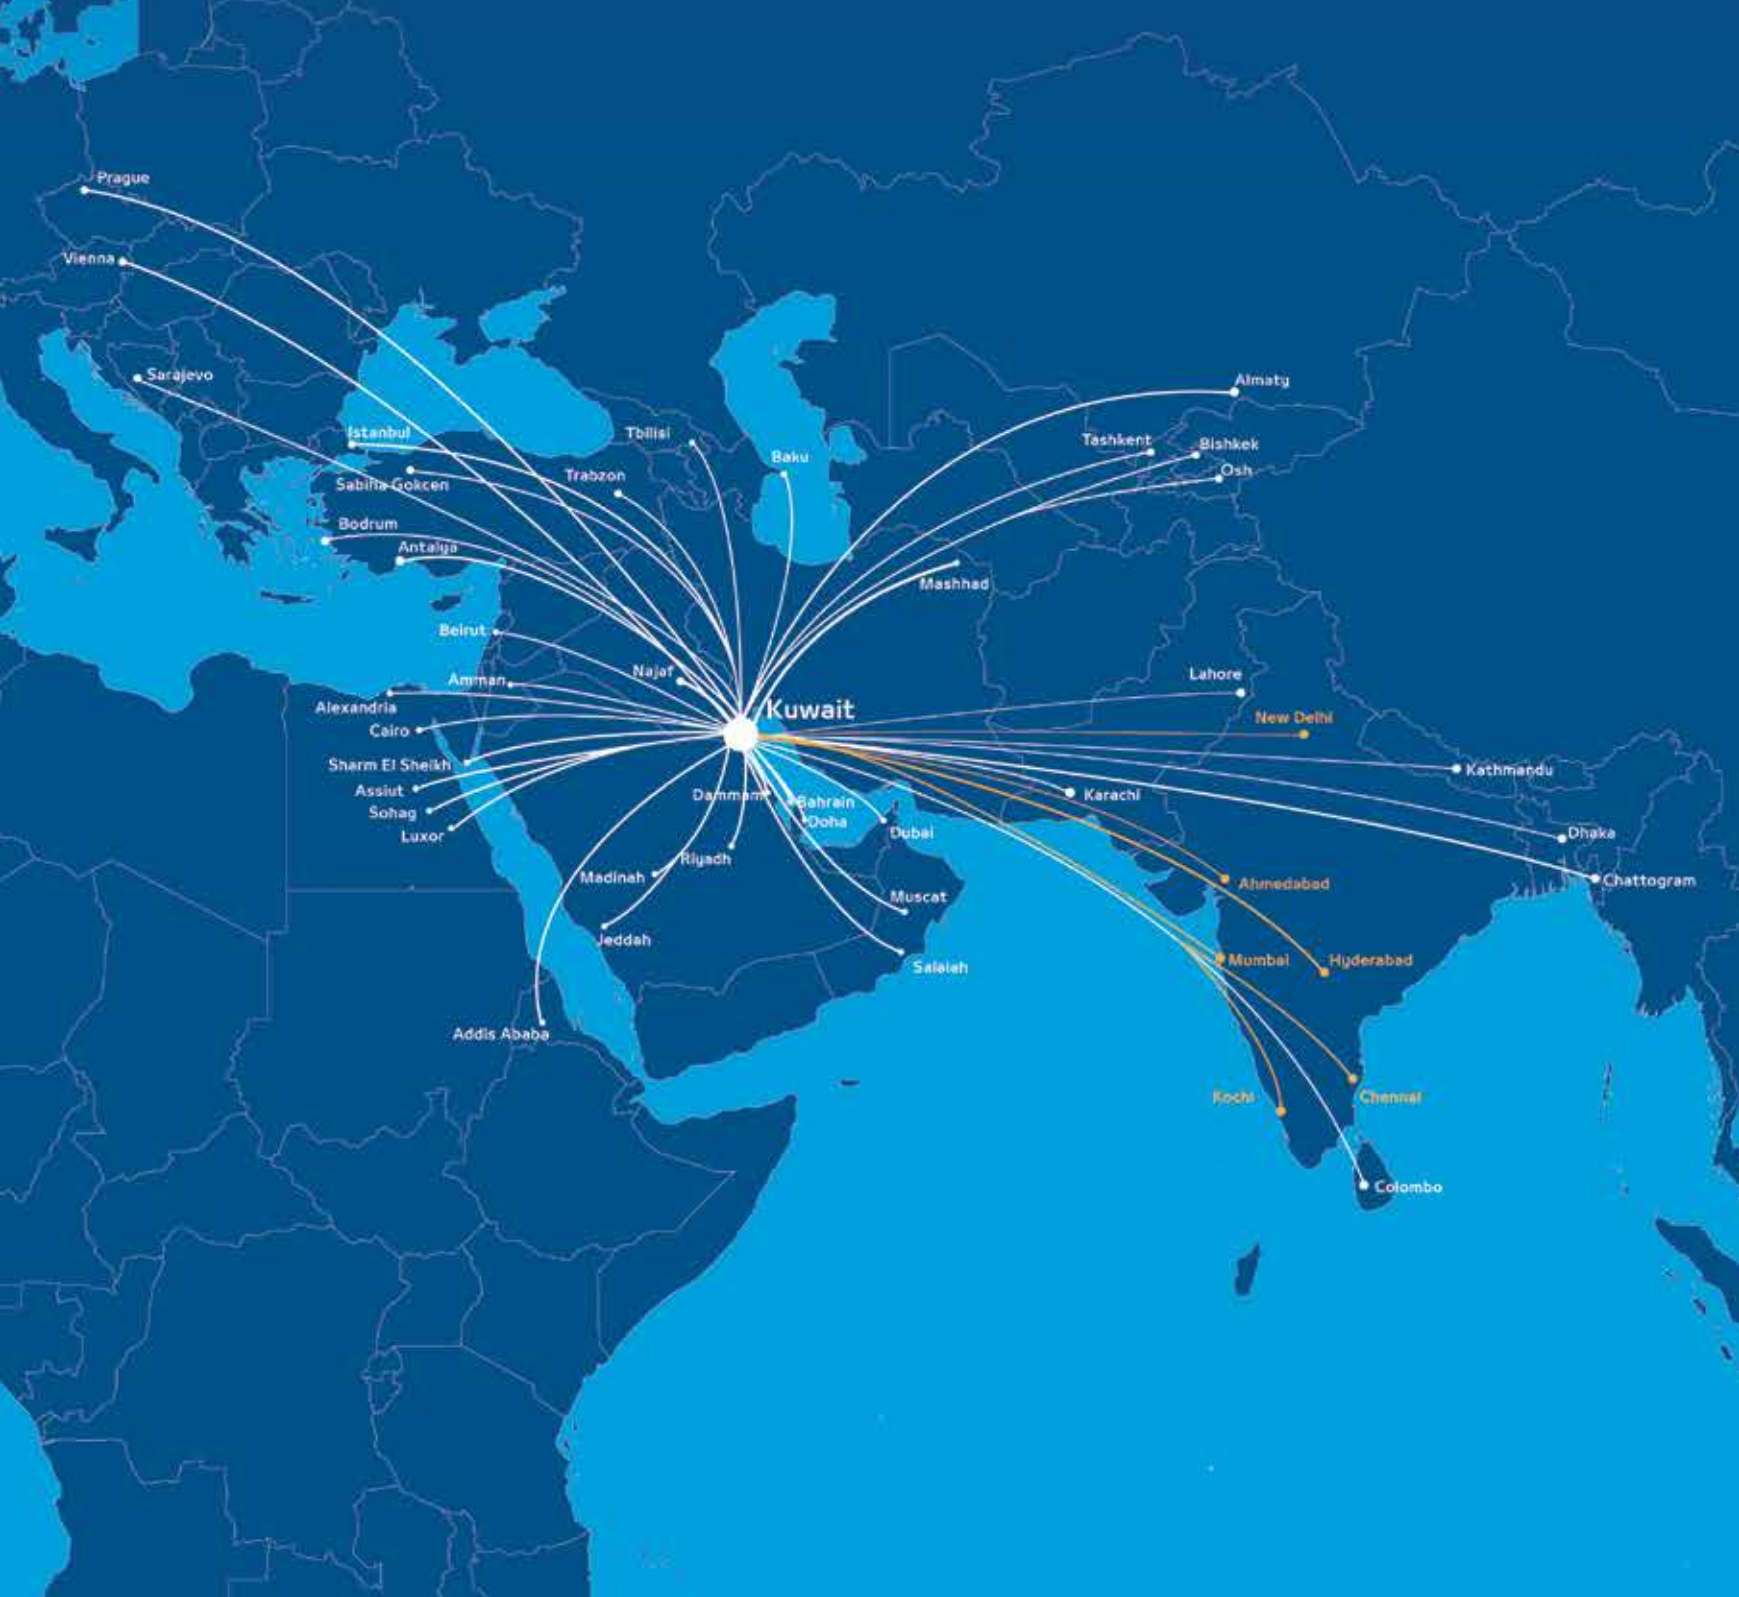 Prague
Vienna
Sarajevo
Almaty
Istanbul
Tbilisi
Tashkent
Bishkek
Baku
Osh
Trabzon
Sabiha Gokcen
Bodrum
Antalya
Mashhad
Beirut
Najaf
Lahore
Amman
Alexandria
Kuwait
New Delhi
Cairo
Sharm El Sheikh
Kathmandu
Assiut
Dammam
Karachi
Bahrain
Sohag
Doha
Luxor
Dubai
Dhaka
Riyadh
Madinah
Ahmedabad
Chattogram
Muscat
Jeddah
Mumbai
Hyderabad
Salalah
Addis Ababa
Kochi
Chennai
Colombo